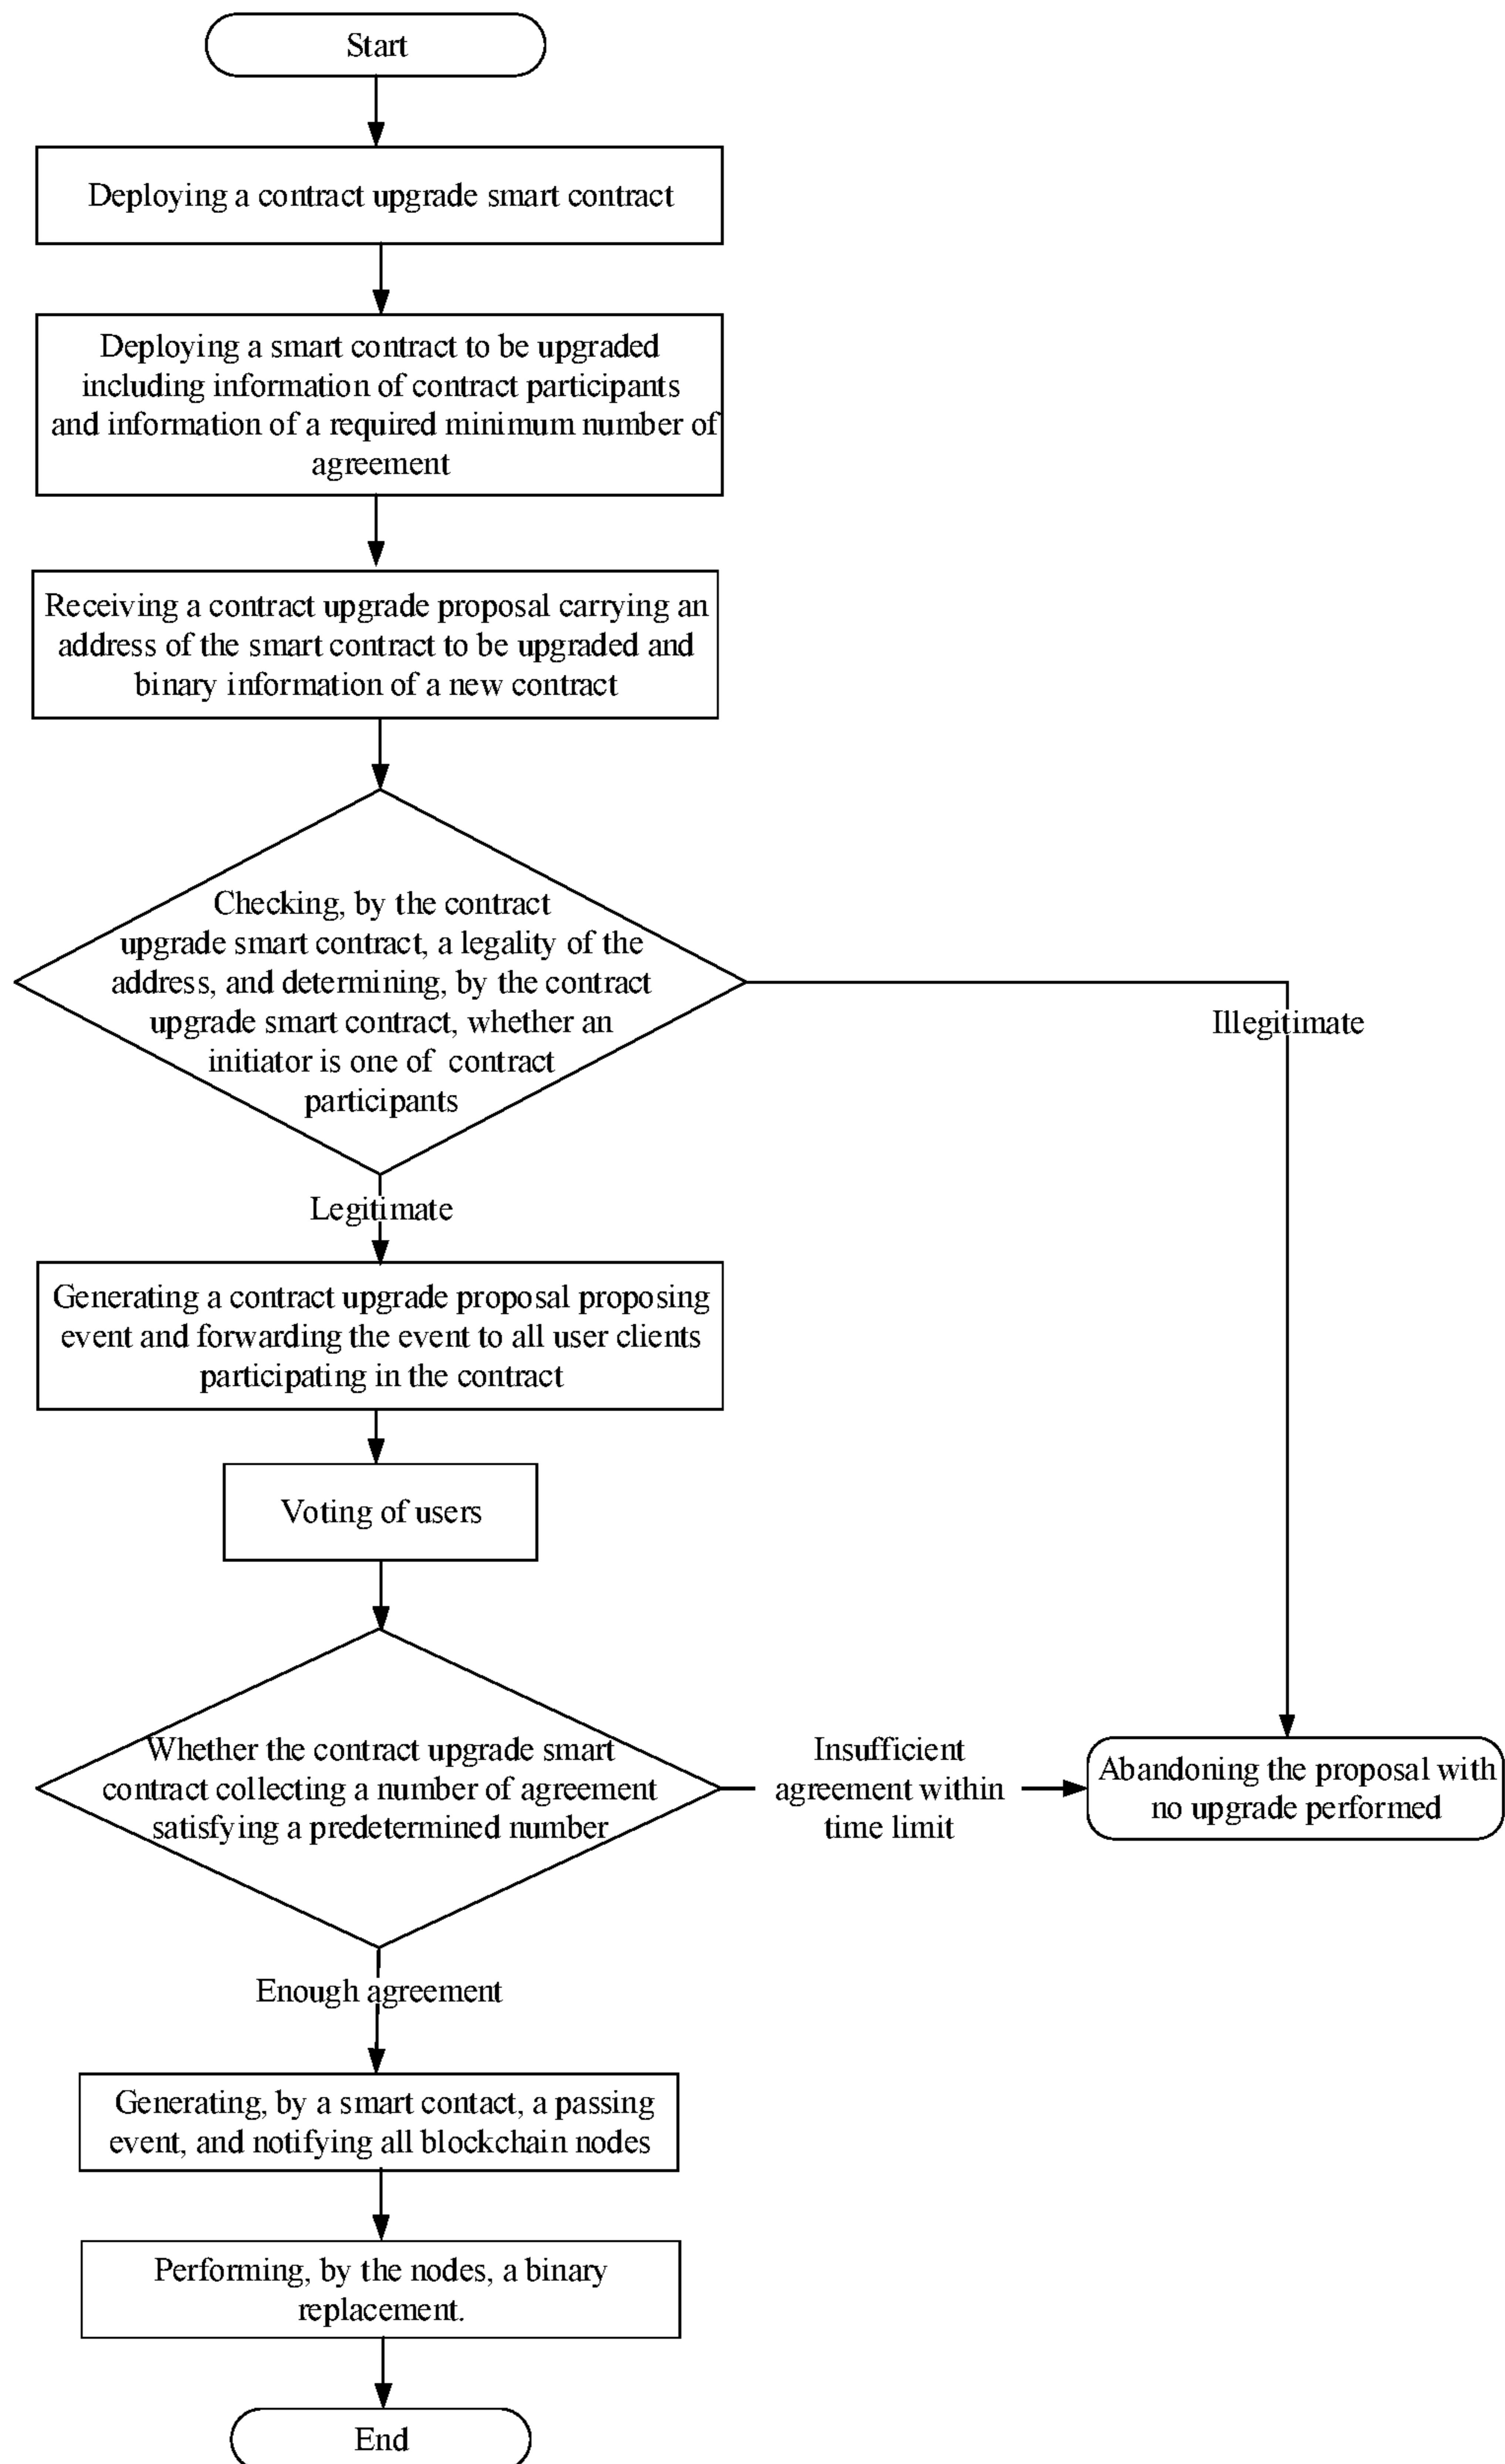 Start
Deploying a contract upgrade smart contract
Deploying a smart contract to be upgraded
including information of contract participants
and information of a required minimum number of
agreement
Receiving a contract upgrade proposal carrying an
address of the smart contract to be upgraded and
binary information of a new contract
Checking, by the contract
upgrade smart contract, a legality of the
address, and determining, by the contract
upgrade smart contract, whether an
initiator is one of contract
participants
Illegitimate
Legitimate
Generating a contract upgrade proposal proposing
event and forwarding the event to all user clients
participating in the contract
Voting of users
Whether the contract upgrade smart
contract collecting a number of agreement
satisfying a predetermined number
Insufficient
agreement within
time limit
Abandoning the proposal with
no upgrade performed
Enough agreement
Generating, by a smart contact, a passing
event, and notifying all blockchain nodes
Performing, by the nodes, a binary
replacement.
End